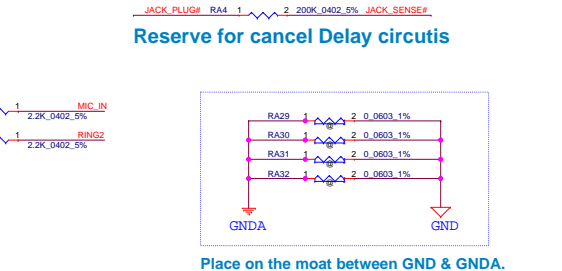 JACK_PLUG# RA4 1 2 200K_0402_5% JACK_SENSE#
Reserve for cancel Delay circutis
1 MIC_IN
2.2K_0402_5%
1 RING2
2.2K_0402_5%
RA29 1 2 0_0603_1%
@
RA30 1 2 0_0603_1%
@
RA31 1 2 0_0603_1%
@
RA32 1 2 0_0603_1%
@
GNDA GND
Place on the moat between GND & GNDA.